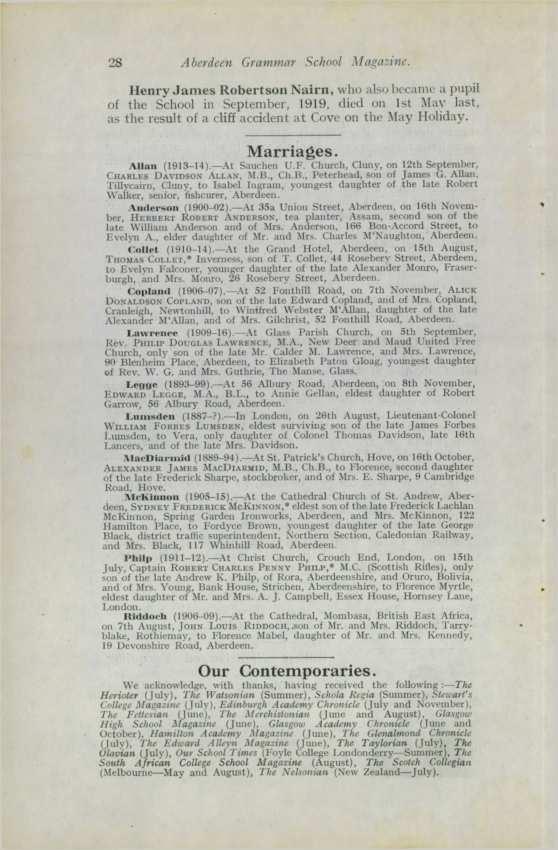 28 Aberdeen Grammar School Magazine.
Henry James Robertson Nairn, who also became a pupil
of the School in September, 1919, died on 1st May last,
as the result of a cliff accident at Cove on the May Holiday.
Marriages.
Allan (1913–14).—At Sauchen U.F. Church, Cluny, on 12th September,
CHARLES DAVIDSON ALLAN, M.B., Ch.B., Peterhead, son of James G. Allan,
Tillycairn, Cluny, to Isabel Ingram, youngest daughter of the late Robert
Walker, senior, fishcurer, Aberdeen.
Anderson (1900–02).—At 35a Union Street, Aberdeen, on 16th Novem-
ber, HERBERT ROBERT ANDERSON, tea planter, Assam, second son of the
late William Anderson and of Mrs. Anderson, 166 Bon-Accord Street, to
Evelyn A., elder daughter of Mr. and Mrs. Charles M'Naughton, Aberdeen.
Collet (1910–14).—At the Grand Hotel, Aberdeen, on 15th August,
THOMAS COLLET,* Inverness, son of T. Collet, 44 Rosebery Street, Aberdeen,
to Evelyn Falconer, younger daughter of the late Alexander Monro, Fraser-
burgh, and Mrs. Monro, 26 Rosebery Street, Aberdeen.
Copland (1906–07).—At 52 Fonthill Road, on 7th November, ALICK
DONALDSON COPLAND, son of the late Edward Copland, and of Mrs. Copland,
Cranleigh, Newtonhill, to Winifred Webster M'Allan, daughter of the late
Alexander M'Allan, and of Mrs. Gilchrist, 52 Fonthill Road, Aberdeen.
Lawrence (1909–16).—At Glass Parish Church, on 5th September,
Rev. PHILIP DOUGLAS LAWRENCE, M.A., New Deer and Maud United Free
Church, only son of the late Mr. Calder M. Lawrence, and Mrs. Lawrence,
90 Blenheim Place, Aberdeen, to Elizabeth Paton Gloag, youngest daughter
of Rev. W. G. and Mrs. Guthrie, The Manse, Glass.
Legge (1893–99).—At 56 Albury Road, Aberdeen, on 8th November,
EDWARD LEGGE, M.A., B.L., to Annie Gellan, eldest daughter of Robert
Garrow, 56 Albury Road, Aberdeen.
Lumsden (1887–?).—In London, on 26th August, Lieutenant-Colonel
WILLIAM FORBES LUMSDEN, eldest surviving son of the late James Forbes
Lumsden, to Vera, only daughter of Colonel Thomas Davidson, late 16th
Lancers, and of the late Mrs. Davidson.
MacDiarmid (1889–94).—At St. Patrick's Church, Hove, on 16th October,
ALEXANDER JAMES MACDIARMID, M.B., Ch.B., to Florence, second daughter
of the late Frederick Sharpe, stockbroker, and of Mrs. E. Sharpe, 9 Cambridge
Road, Hove.
McKinnon (1905–15).—At the Cathedral Church of St. Andrew, Aber-
deen, SYDNEY FREDERICK MCKINNON,* eldest son of the late Frederick Lachlan
McKinnon, Spring Garden Ironworks, Aberdeen, and Mrs. McKinnon, 122
Hamilton Place, to Fordyce Brown, youngest daughter of the late George
Black, district traffic superintendent, Northern Section, Caledonian Railway,
and Mrs. Black, 117 Whinhill Road, Aberdeen.
Philp (1911–12).—At Christ Church, Crouch End, London, on 15th
July, Captain ROBERT CHARLES PENNY PHILP,* M.C. (Scottish Rifles), only
son of the late Andrew K. Philp, of Rora, Aberdeenshire, and Oruro, Bolivia,
and of Mrs. Young, Bank House, Strichen, Aberdeenshire, to Florence Myrtle,
eldest daughter of Mr. and Mrs. A. J. Campbell, Essex House, Hornsey Lane,
London.
Riddoch (1906–09).—At the Cathedral, Mombasa, British East Africa,
on 7th August, JOHN LOUIS RIDDOCH, son of Mr. and Mrs. Riddoch, Tarry-
blake, Rothiemay, to Florence Mabel, daughter of Mr. and Mrs. Kennedy,
19 Devonshire Road, Aberdeen.
Our Contemporaries.
We acknowledge, with thanks, having received the following :—The
Herioter (July), The Watsonian (Summer), Schola Regia (Summer), Stewart's
College Magazine (July), Edinburgh Academy Chronicle (July and November),
The Fettesian (June), The Merchistonian (June and August), Glasgow
High School Magazine (June), Glasgow Academy Chronicle (June and
October), Hamilton Academy Magazine (June), The Glenalmond Chronicle
(July), The Edward Alleyn Magazine (June), The Taylorian (July), The
Olavian (July), Our School Times (Foyle College Londonderry—Summer), The
South African College School Magazine (August), The Scotch Collegian
(Melbourne—May and August), The Nelsonian (New Zealand—July).